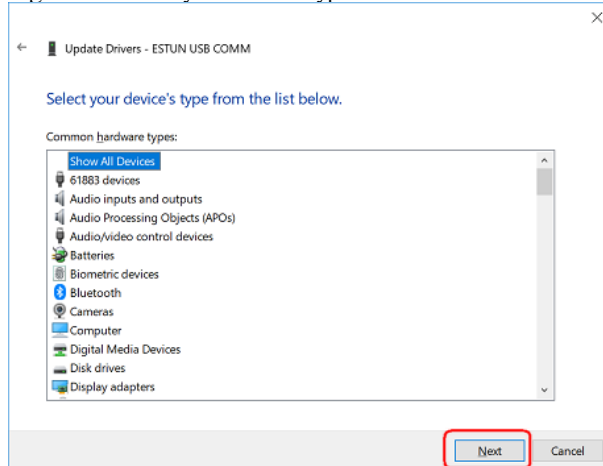 Update Drivers - ESTUN USB COMM
Select your device's type from the list below.
Common hardware types:
Show All Devices
61883 devices
Audio inputs and outputs
Audio Processing Objects (APOs)
Audio/video control devices
Batteries
Biometric devices
Bluetooth
Cameras
Computer
Digital Media Devices
Disk drives
Display adapters
Next Cancel